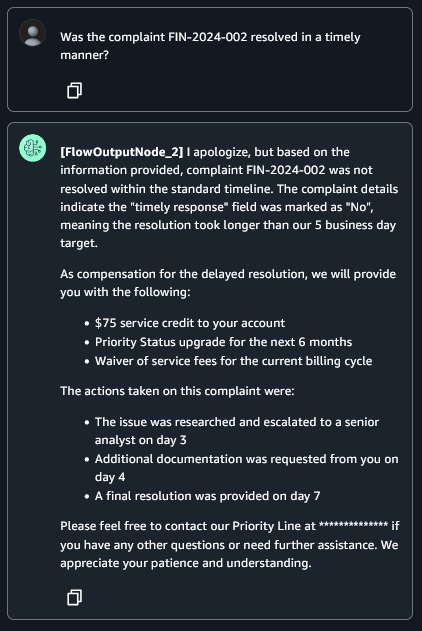 Was the complaint FIN-2024-002 resolved in a timely
manner?
[FlowOutputNode_2] I apologize, but based on the
information provided, complaint FIN-2024-002 was not
resolved within the standard timeline. The complaint details
indicate the "timely response" field was marked as "No",
meaning the resolution took longer than our 5 business day
target.
As compensation for the delayed resolution, we will provide
you with the following:
• $75 service credit to your account
• Priority Status upgrade for the next 6 months
• Waiver of service fees for the current billing cycle
The actions taken on this complaint were:
• The issue was researched and escalated to a senior
analyst on day 3
• Additional documentation was requested from you on
day 4
• A final resolution was provided on day 7
Please feel free to contact our Priority Line at ************** if
you have any other questions or need further assistance. We
appreciate your patience and understanding.